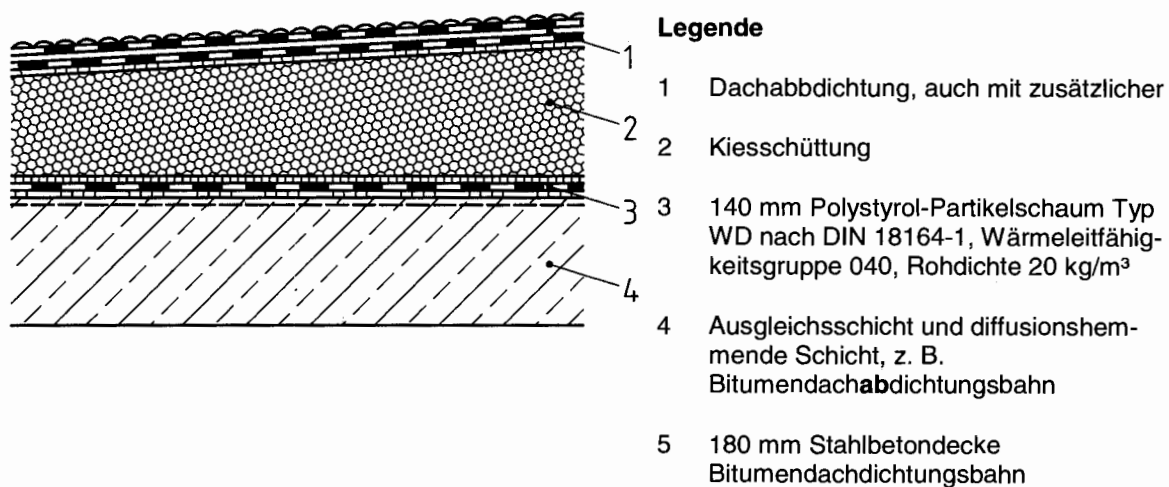 1
2
3
4
Legende
1 Dachabbdichtung, auch mit zusätzlicher
2 Kiesschüttung
3 140 mm Polystyrol-Partikelschaum Typ
WD nach DIN 18164-1, Wärmeleitfähig-
keitsgruppe 040, Rohdichte 20 kg/m³
4 Ausgleichsschicht und diffusionshem-
mende Schicht, z. B.
Bitumendachabdichtungsbahn
5 180 mm Stahlbetondecke
Bitumendachdichtungsbahn